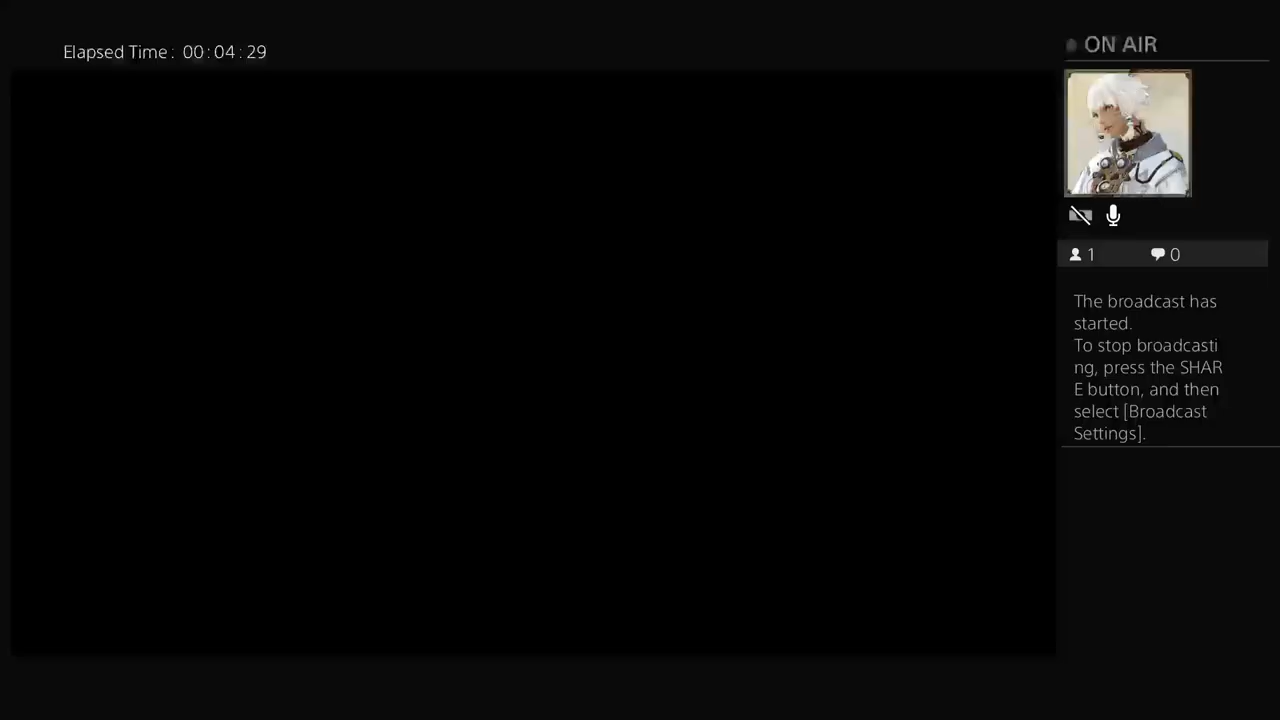 Elapsed Time: 00:04:29
ON AIR
1 0
The broadcast has
started.
To stop broadcasti
ng, press the SHAR
E button, and then
select [Broadcast
Settings].